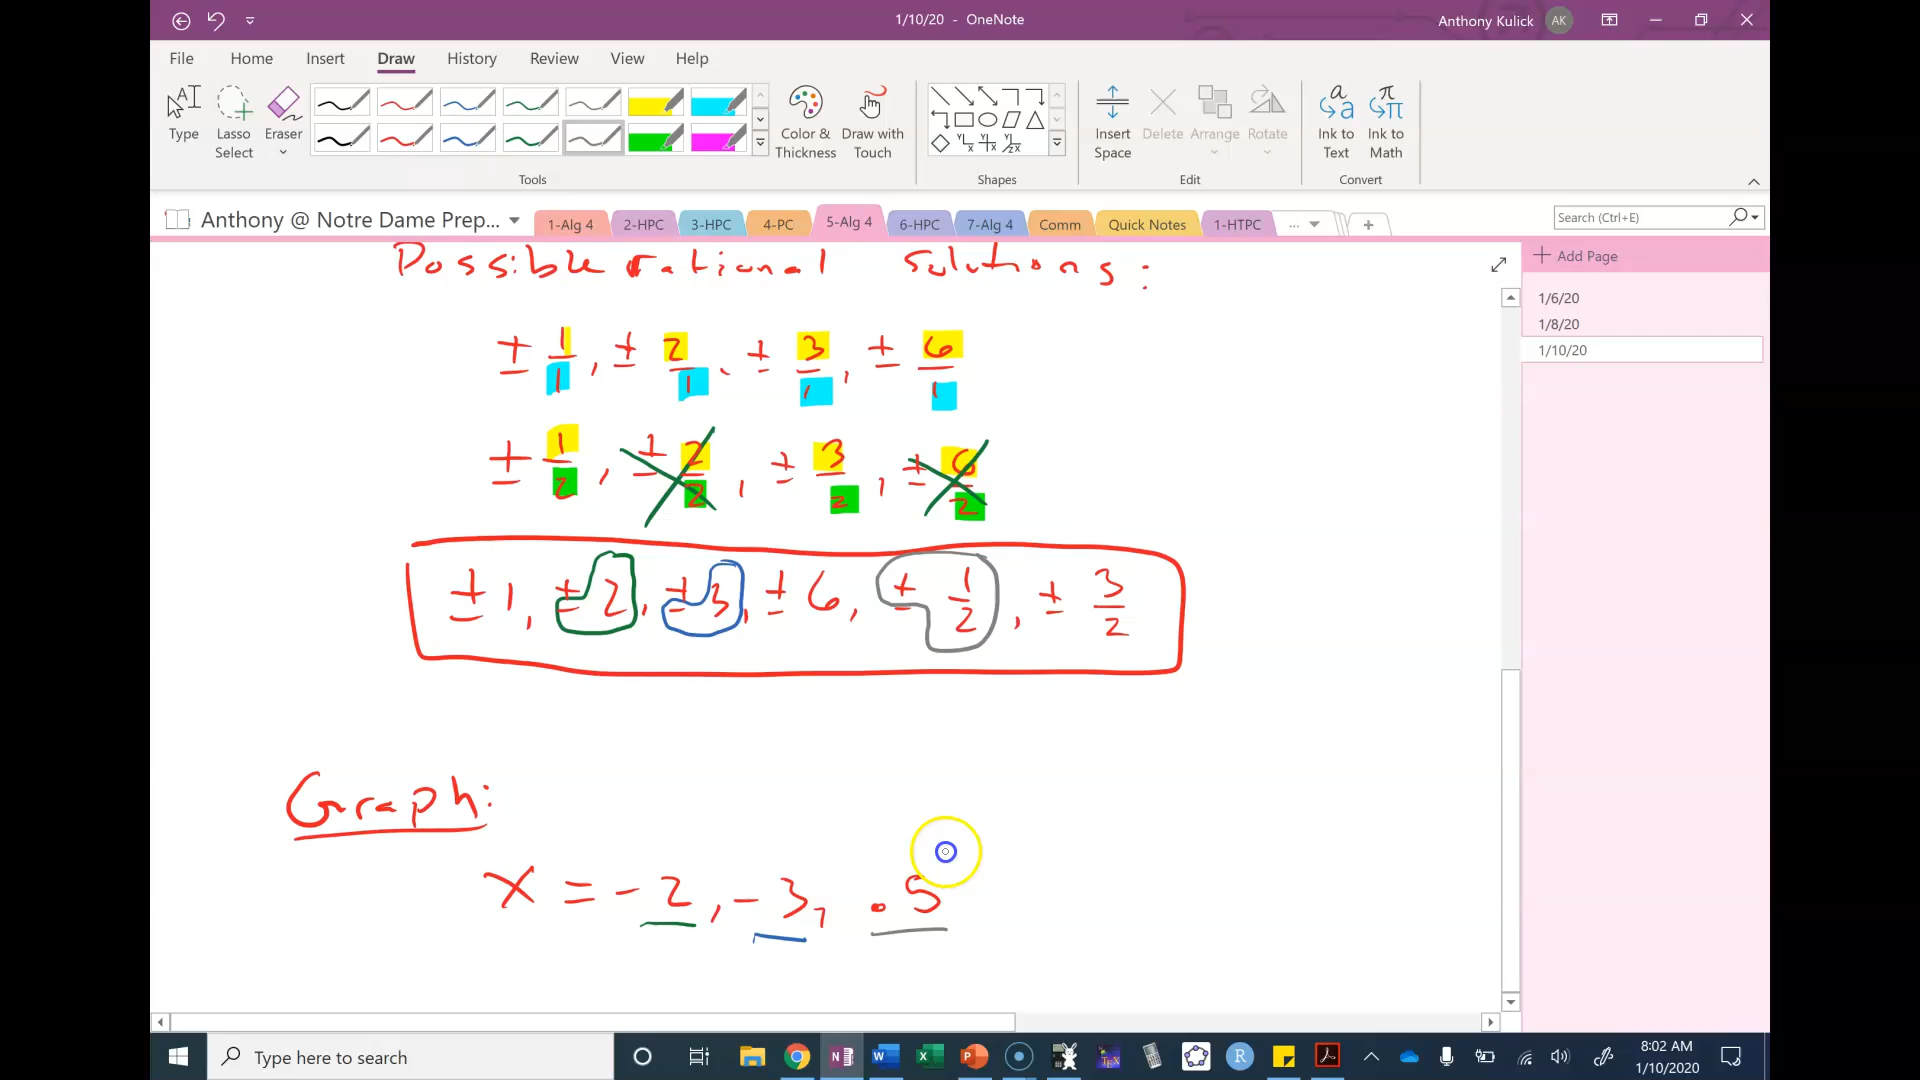 1/10/20 - OneNote
Anthony Kulick AK
File Home Insert Draw History Review View Help
Type Lasso Select Eraser Color & Thickness Draw with Touch Insert Space Delete Arrange Rotate Ink to Text Ink to Math
Tools Shapes Edit Convert
Anthony @ Notre Dame Prep... 1-Alg 4 2-HPC 3-HPC 4-PC 5-Alg 4 6-HPC 7-Alg 4 Comm Quick Notes 1-HTPC ... Search (Ctrl+E)
Add Page
1/6/20
1/8/20
1/10/20
Possible rational solutions:
± 1/1, ± 2/1, ± 3/1, ± 6/1
± 1/2, ± 2/2, ± 3/2, ± 6/2
± 1, ± 2, ± 3, ± 6, ± 1/2, ± 3/2
Graph:
x = -2, -3, .5
Type here to search
8:02 AM
1/10/2020